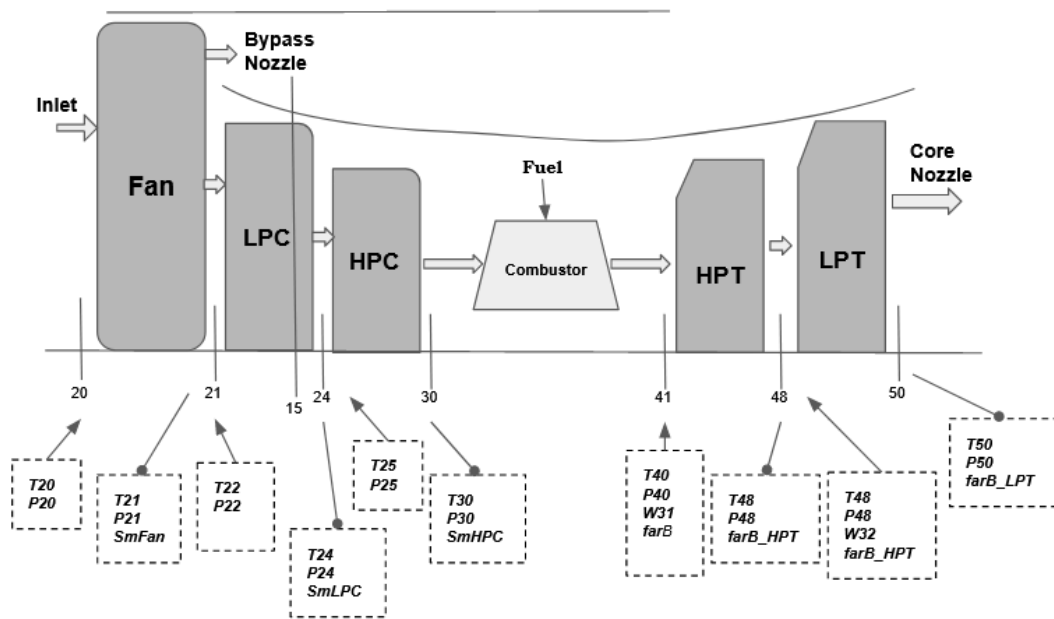 Bypass
Nozzle
Inlet
Fan
LPC
HPC
Fuel
Combustor
HPT
LPT
Core
Nozzle
20
21
15
24
30
41
48
50
T20
P20
T21
P21
SmFan
T22
P22
T24
P24
SmLPC
T25
P25
T30
P30
SmHPC
T40
P40
W31
farB
T48
P48
farB_HPT
T48
P48
W32
farB_HPT
T50
P50
farB_LPT